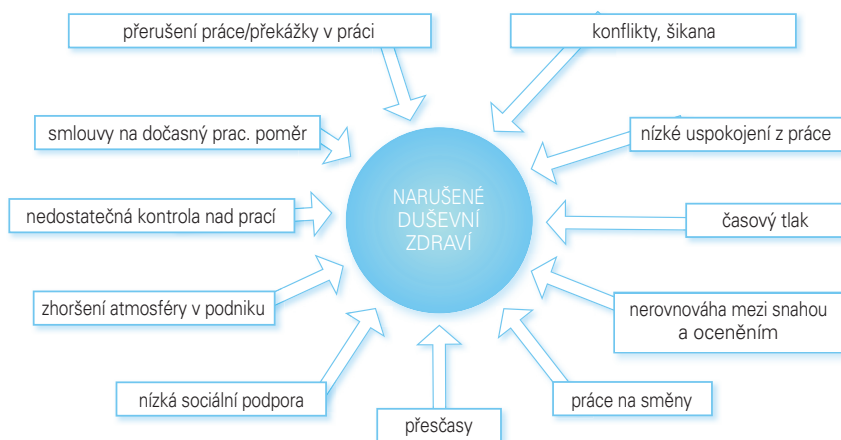 přerušení práce/překážky v práci
konflikty, šikana
smlouvy na dočasný prac. poměr
nízké uspokojení z práce
NARUŠENÉ
DUŠEVNÍ
ZDRAVÍ
nedostatečná kontrola nad prací
časový tlak
zhoršení atmosféry v podniku
nerovnováha mezi snahou
a oceněním
nízká sociální podpora
práce na směny
přesčasy